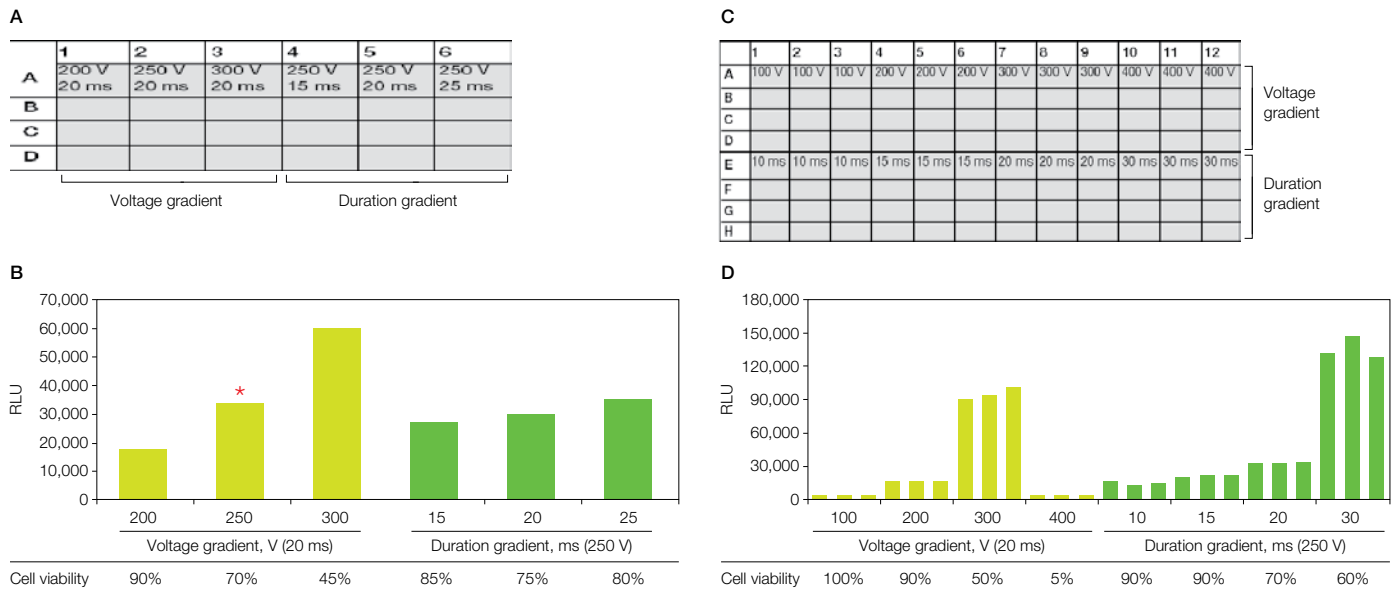 A
1 2 3 4 5 6
A 200 V 250 V 300 V 250 V 250 V 250 V
20 ms 20 ms 20 ms 15 ms 20 ms 25 ms
B
C
D
Voltage gradient Duration gradient
B
70,000
60,000
50,000
40,000
30,000
20,000
10,000
0
RLU
*
200 250 300 15 20 25
Voltage gradient, V (20 ms) Duration gradient, ms (250 V)
Cell viability 90% 70% 45% 85% 75% 80%
C
1 2 3 4 5 6 7 8 9 10 11 12
A 100 V 100 V 100 V 200 V 200 V 200 V 300 V 300 V 300 V 400 V 400 V 400 V
B
C
D
E 10 ms 10 ms 10 ms 15 ms 15 ms 15 ms 20 ms 20 ms 20 ms 30 ms 30 ms 30 ms
F
G
H
Voltage
gradient
Duration
gradient
D
180,000
150,000
120,000
90,000
60,000
30,000
0
RLU
100 200 300 400 10 15 20 30
Voltage gradient, V (20 ms) Duration gradient, ms (250 V)
Cell viability 100% 90% 50% 5% 90% 90% 70% 60%